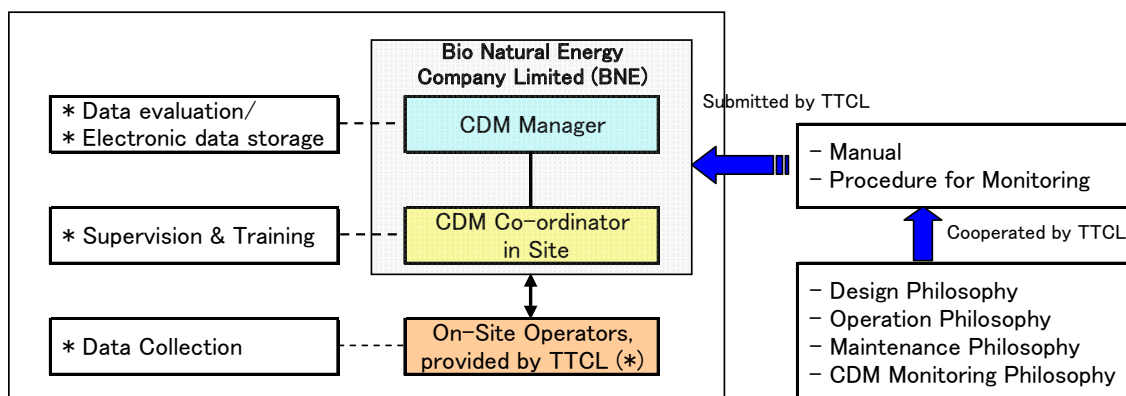 Bio Natural Energy
Company Limited (BNE)
* Data evaluation/
* Electronic data storage
CDM Manager
Submitted by TTCL
- Manual
- Procedure for Monitoring
* Supervision & Training
CDM Co-ordinator
in Site
Cooperated by TTCL
- Design Philosophy
- Operation Philosophy
- Maintenance Philosophy
- CDM Monitoring Philosophy
* Data Collection
On-Site Operators,
provided by TTCL (*)